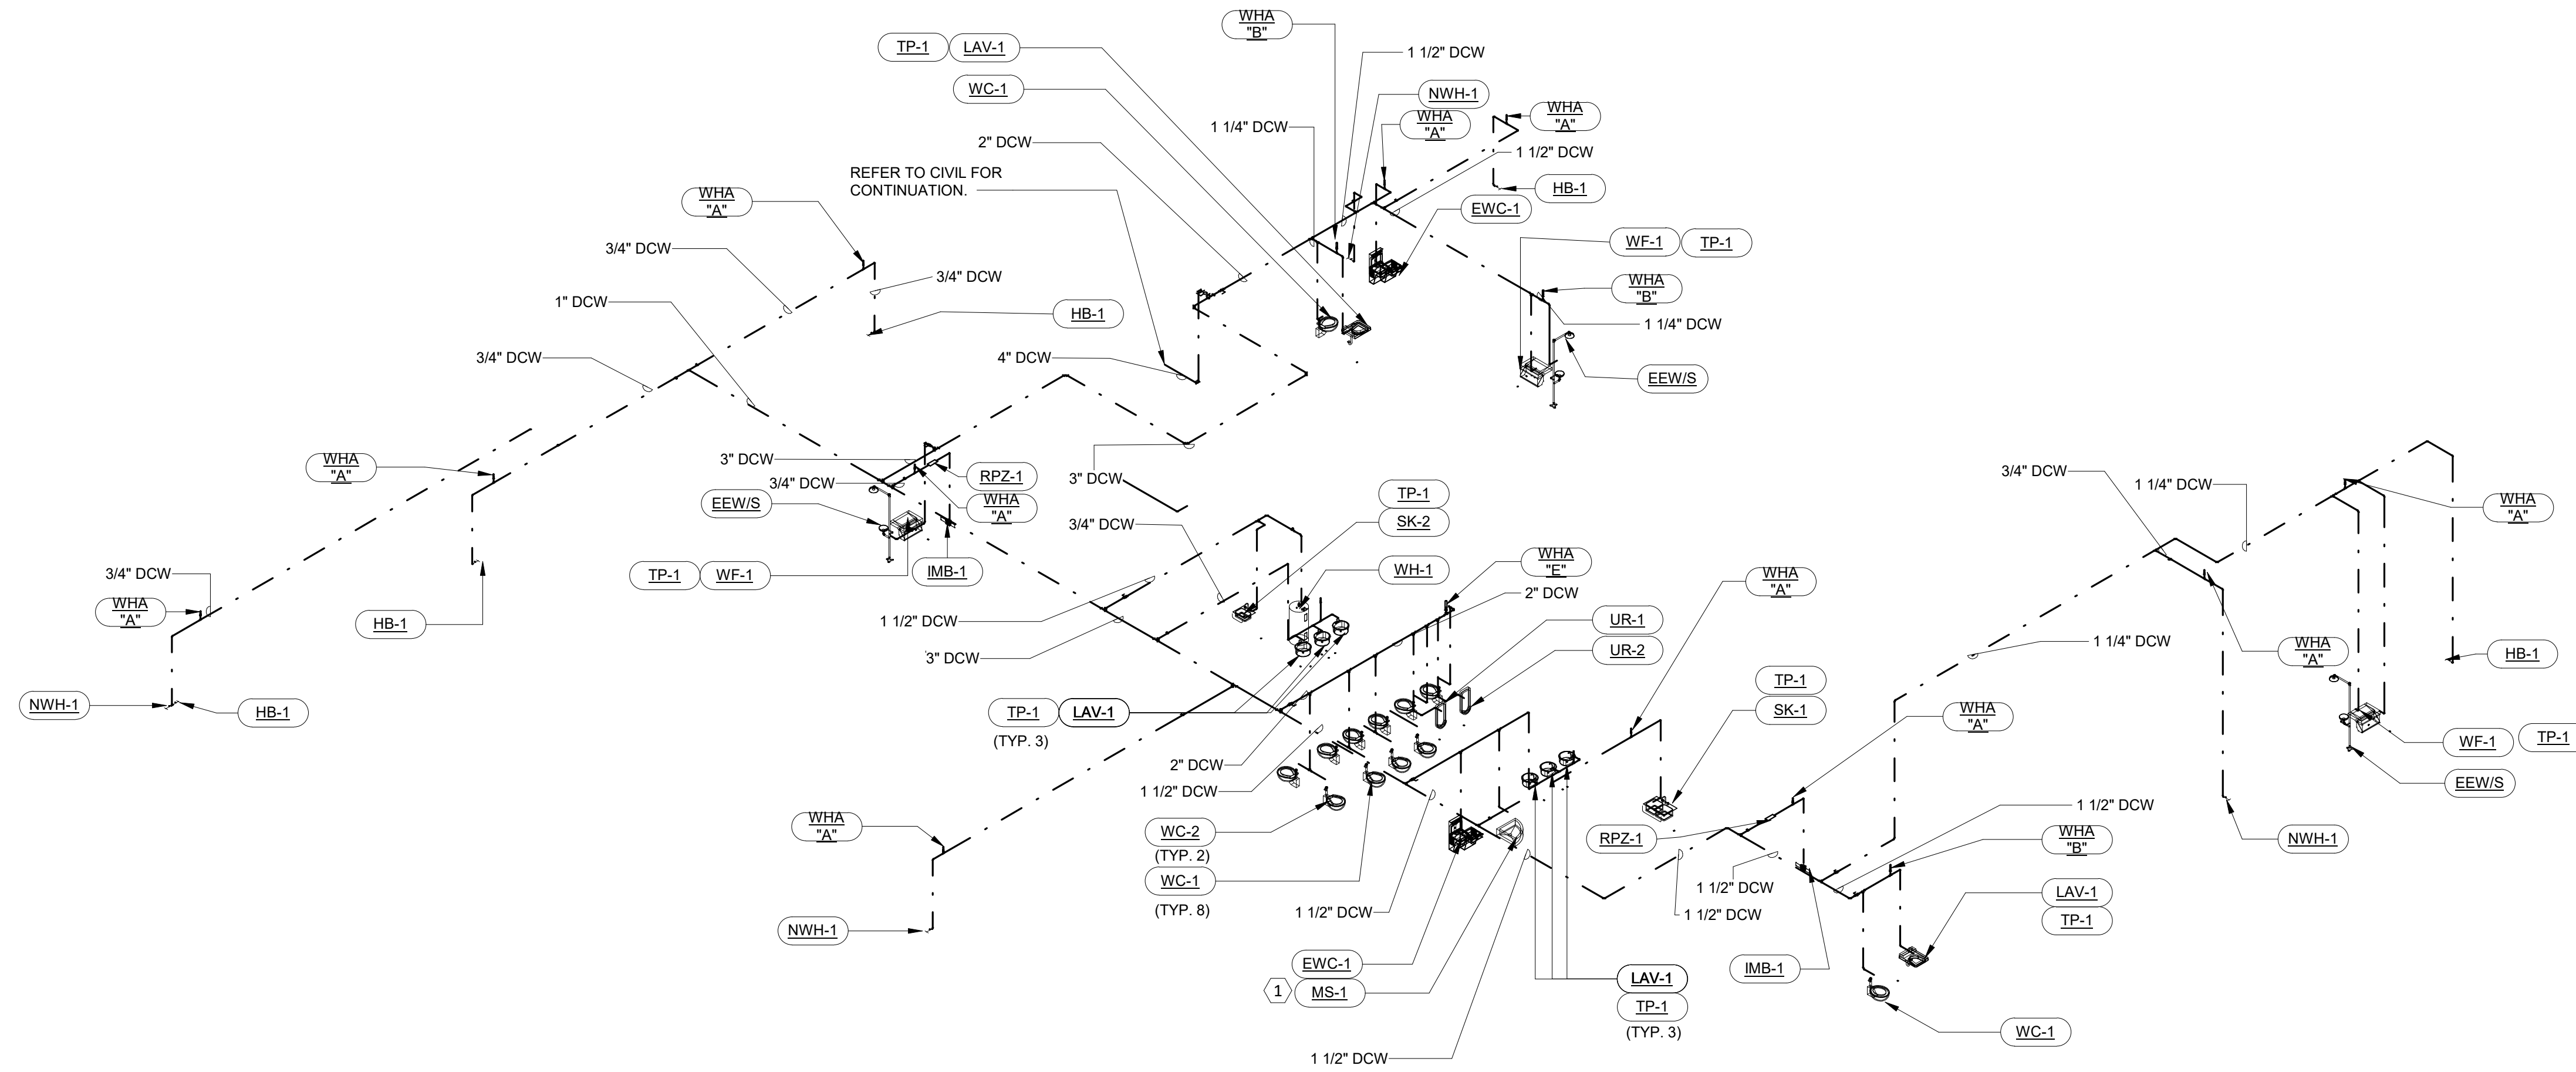 WHA
"B"
TP-1 LAV-1
1 1/2" DCW
WC-1
NWH-1
WHA
"A"
WHA
"A"
1 1/4" DCW
2" DCW
1 1/2" DCW
REFER TO CIVIL FOR
CONTINUATION.
HB-1
WHA
"A"
EWC-1
WF-1 TP-1
3/4" DCW
3/4" DCW
WHA
"B"
1" DCW
HB-1
1 1/4" DCW
3/4" DCW
4" DCW
EEW/S
WHA
"A"
3" DCW
RPZ-1
3" DCW
3/4" DCW
EEW/S
WHA
"A"
3/4" DCW
TP-1
SK-2
3/4" DCW
1 1/4" DCW
WHA
"A"
3/4" DCW
WHA
"A"
TP-1 WF-1
IMB-1
WH-1
WHA
"E"
2" DCW
WHA
"A"
HB-1
1 1/2" DCW
UR-1
UR-2
3" DCW
1 1/4" DCW
WHA
"A"
HB-1
NWH-1
HB-1
TP-1 LAV-1
(TYP. 3)
TP-1
SK-1
WHA
"A"
WF-1 TP-1
2" DCW
1 1/2" DCW
EEW/S
WHA
"A"
WC-2
(TYP. 2)
WC-1
(TYP. 8)
RPZ-1
1 1/2" DCW
WHA
"B"
NWH-1
1 1/2" DCW
1 1/2" DCW
1 1/2" DCW
LAV-1
TP-1
NWH-1
EWC-1
1 MS-1
LAV-1
TP-1
(TYP. 3)
IMB-1
WC-1
1 1/2" DCW